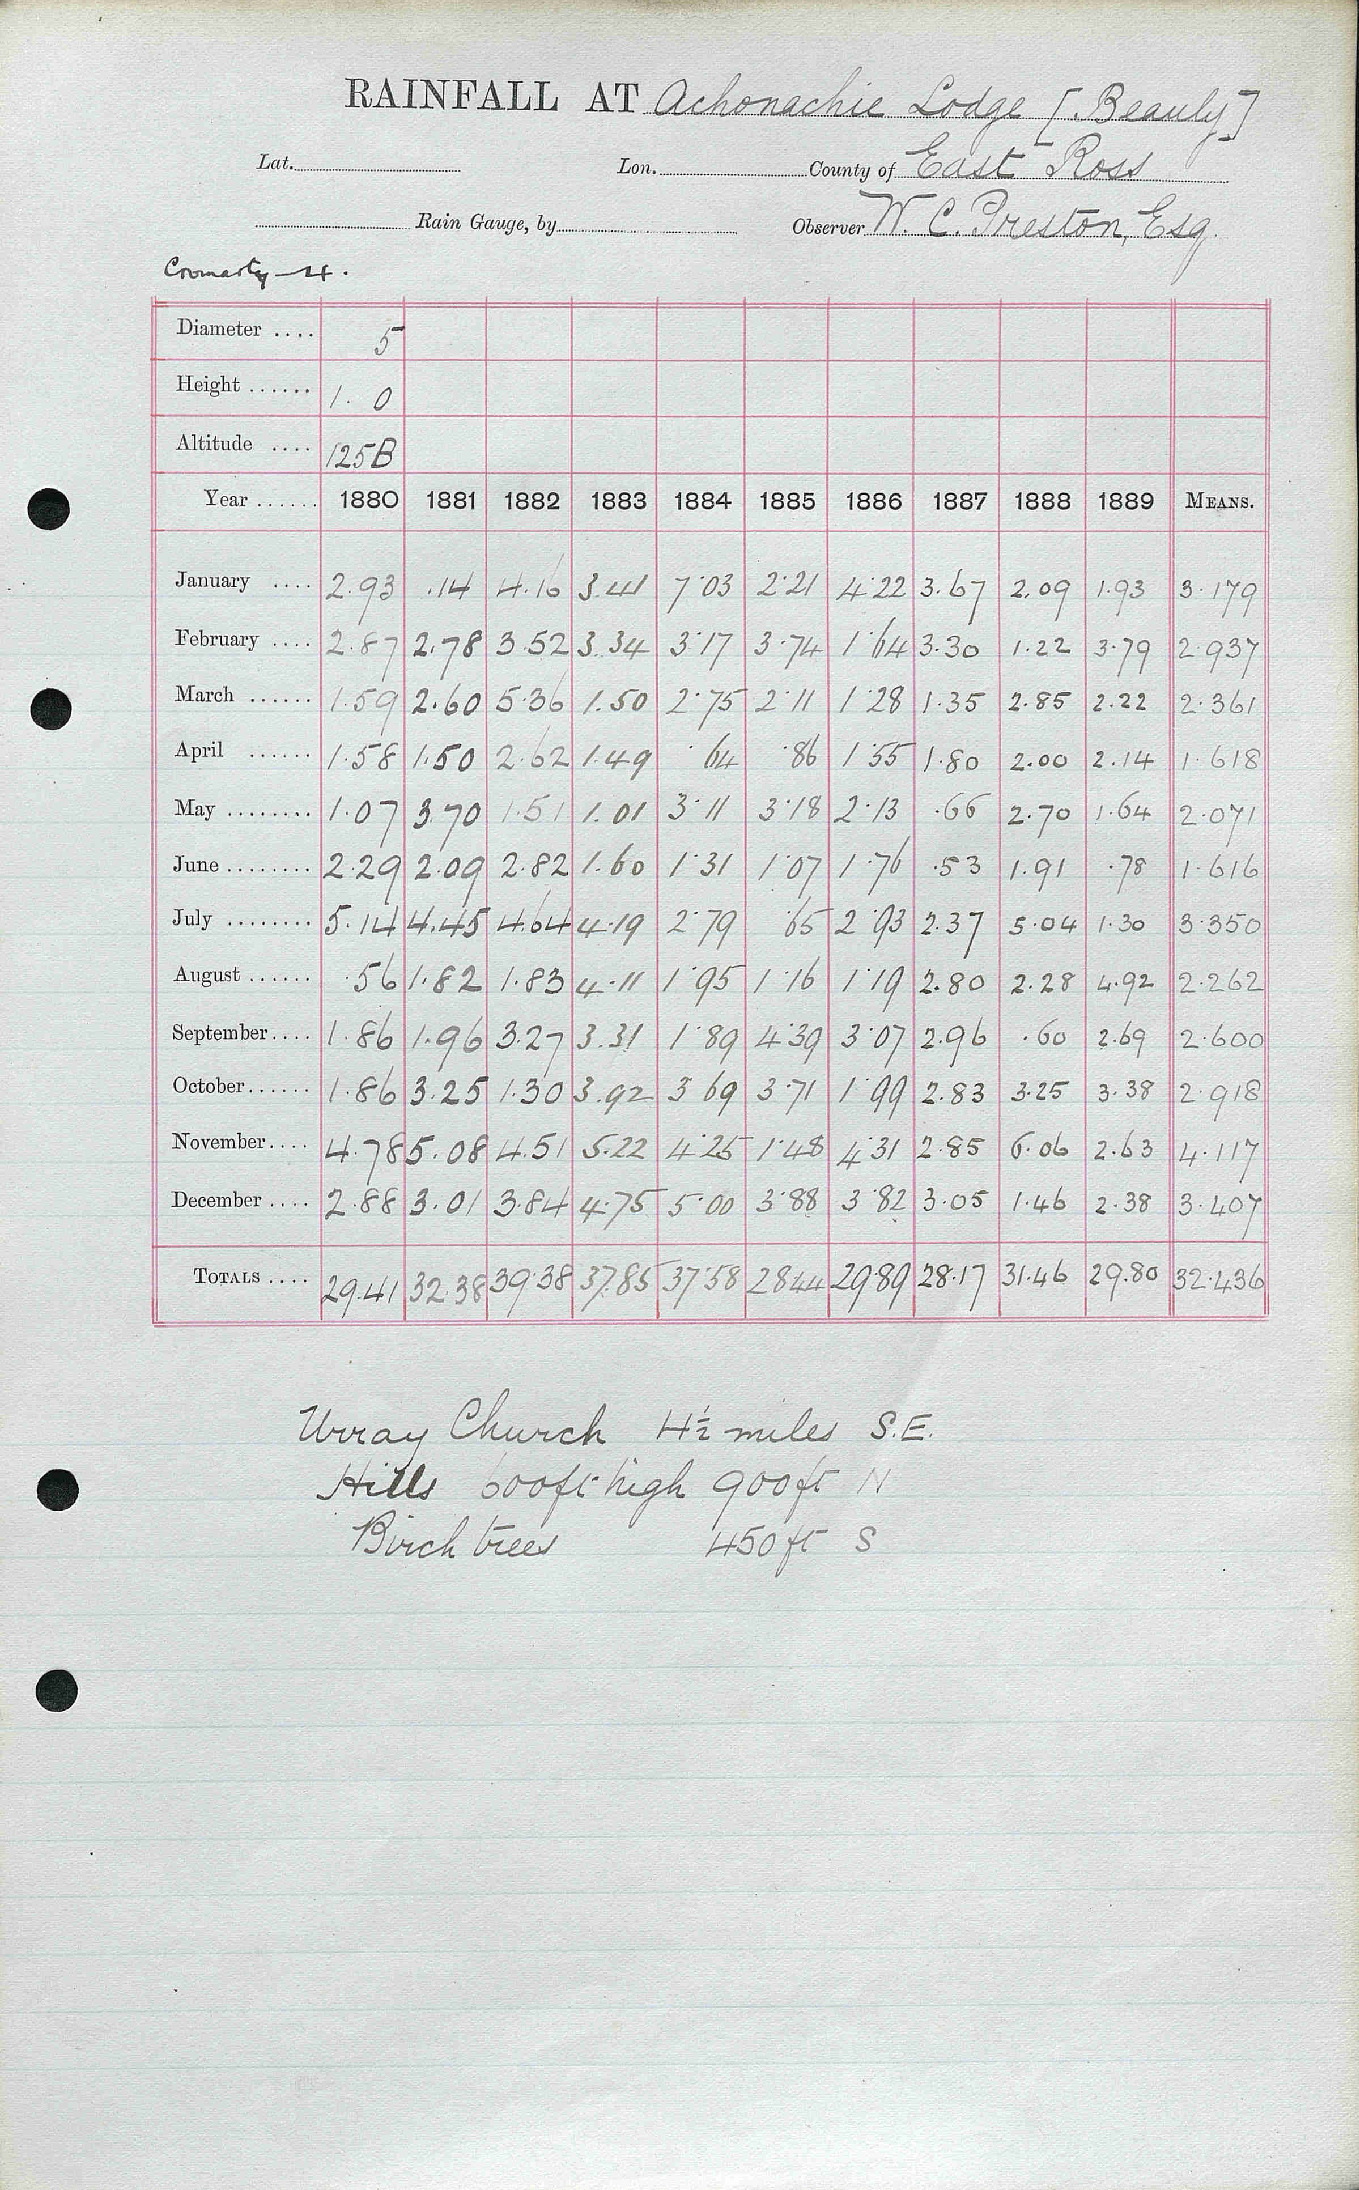 RAINFALL AT Achonachie Lodge [Beauly]
Lat. Lon. County of East Ross
Rain Gauge, by Observer W. C. Preston, Esq.
Cromarty 4.
Diameter .... 5
Height ...... 1. 0
Altitude .... 125B
Year ...... 1880 1881 1882 1883 1884 1885 1886 1887 1888 1889 MEANS.
January .... 2.93 .14 4.16 3.41 7.03 2.21 4.22 3.67 2.09 1.93 3.179
February .... 2.87 2.78 3.52 3.34 3.17 3.74 1.64 3.30 1.22 3.79 2.937
March ...... 1.59 2.60 5.36 1.50 2.75 2.11 1.28 1.35 2.85 2.22 2.361
April ...... 1.58 1.50 2.62 1.49 .64 .86 1.55 1.80 2.00 2.14 1.618
May ........ 1.07 3.70 1.51 1.01 3.11 3.18 2.13 .66 2.70 1.64 2.071
June ........ 2.29 2.09 2.82 1.60 1.31 1.07 1.76 .53 1.91 .78 1.616
July ........ 5.14 4.45 4.64 4.19 2.79 .65 2.93 2.37 5.04 1.30 3.350
August ...... .56 1.82 1.83 4.11 1.95 1.16 1.19 2.80 2.28 4.92 2.262
September .... 1.86 1.96 3.27 3.31 1.89 4.39 3.07 2.96 .60 2.69 2.600
October ...... 1.86 3.25 1.30 3.92 3.69 3.71 1.99 2.83 3.25 3.38 2.918
November .... 4.78 5.08 4.51 5.22 4.25 1.48 4.31 2.85 6.06 2.63 4.117
December .... 2.88 3.01 3.84 4.75 5.00 3.88 3.82 3.05 1.46 2.38 3.407
TOTALS .... 29.41 32.38 39.38 37.85 37.58 28.44 29.89 28.17 31.46 29.80 32.436
Urray Church 4½ miles S.E.
Hills 600ft. high 900ft N
Birch trees 450ft S